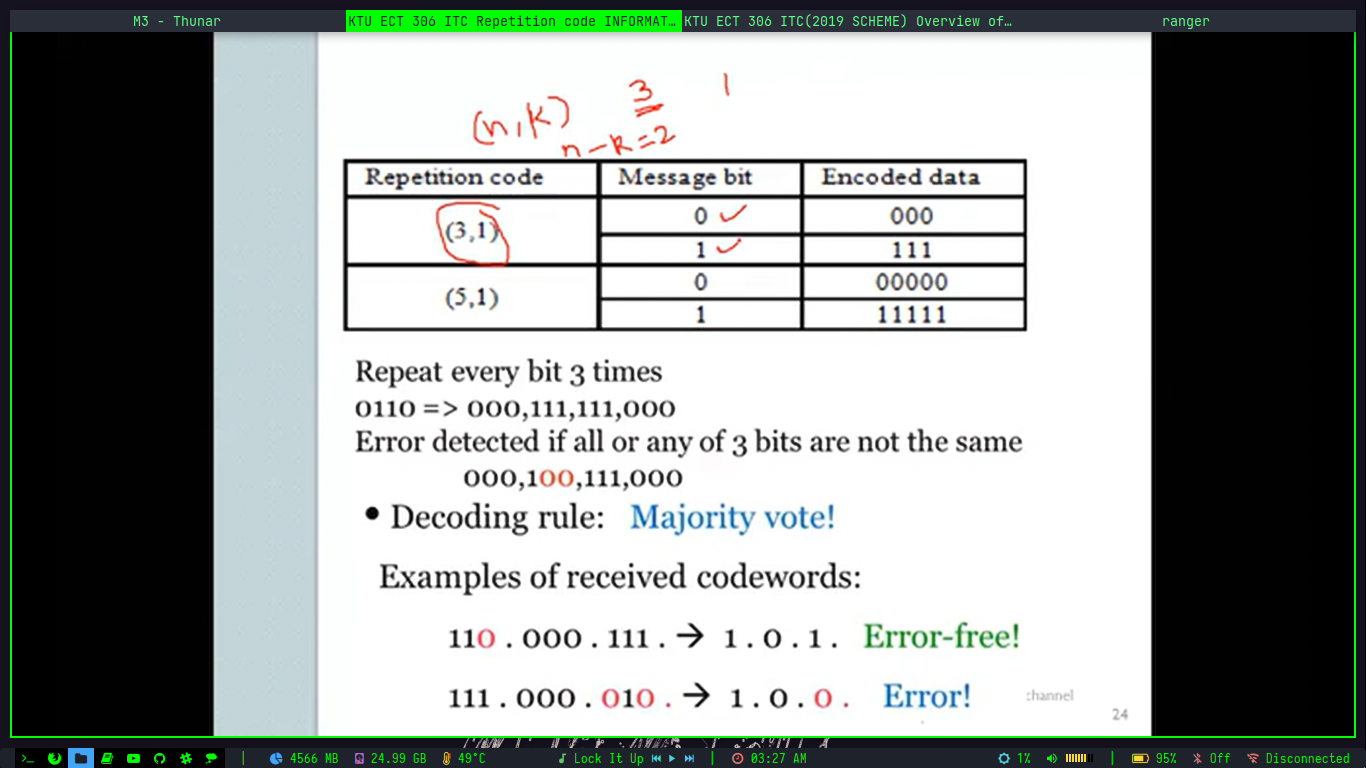 M3 - Thunar KTU ECT 306 ITC Repetition code INFORMAT… KTU ECT 306 ITC(2019 SCHEME) Overview of… ranger
(n,k) 3 1
n-k=2
Repetition code Message bit Encoded data
(3,1) 0 ✓ 000
1 ✓ 111
(5,1) 0 00000
1 11111
Repeat every bit 3 times
0110 => 000,111,111,000
Error detected if all or any of 3 bits are not the same
000,100,111,000
• Decoding rule: Majority vote!
Examples of received codewords:
110 . 000 . 111 . → 1 . 0 . 1 . Error-free!
111 . 000 . 010 . → 1 . 0 . 0 . Error!
channel
24
>_ | 4566 MB 24.99 GB 49°C Lock It Up | 03:27 AM 1% | 95% Off Disconnected